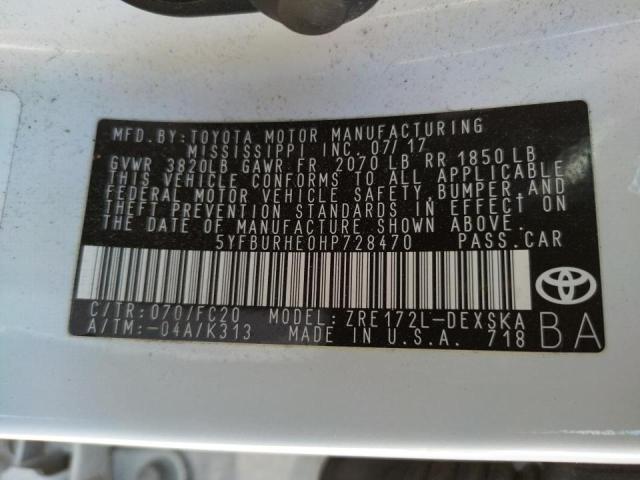 MFD.BY:TOYOTA MOTOR MANUFACTURING
MISSISSIPPI INC.07/17
GVWR 3820LB GAWR FR 2070 LB RR 1850 LB
THIS VEHICLE CONFORMS TO ALL APPLICABLE
FEDERAL MOTOR VEHICLE SAFETY, BUMPER, AND
THEFT PREVENTION STANDARDS IN EFFECT ON
THE DATE OF MANUFACTURE SHOWN ABOVE.
5YFBURHE0HP728470 PASS.CAR
C/TR:070/FC20 MODEL:ZRE172L-DEXSKA
A/TM:-04A/K313 MADE IN U.S.A. 718
BA